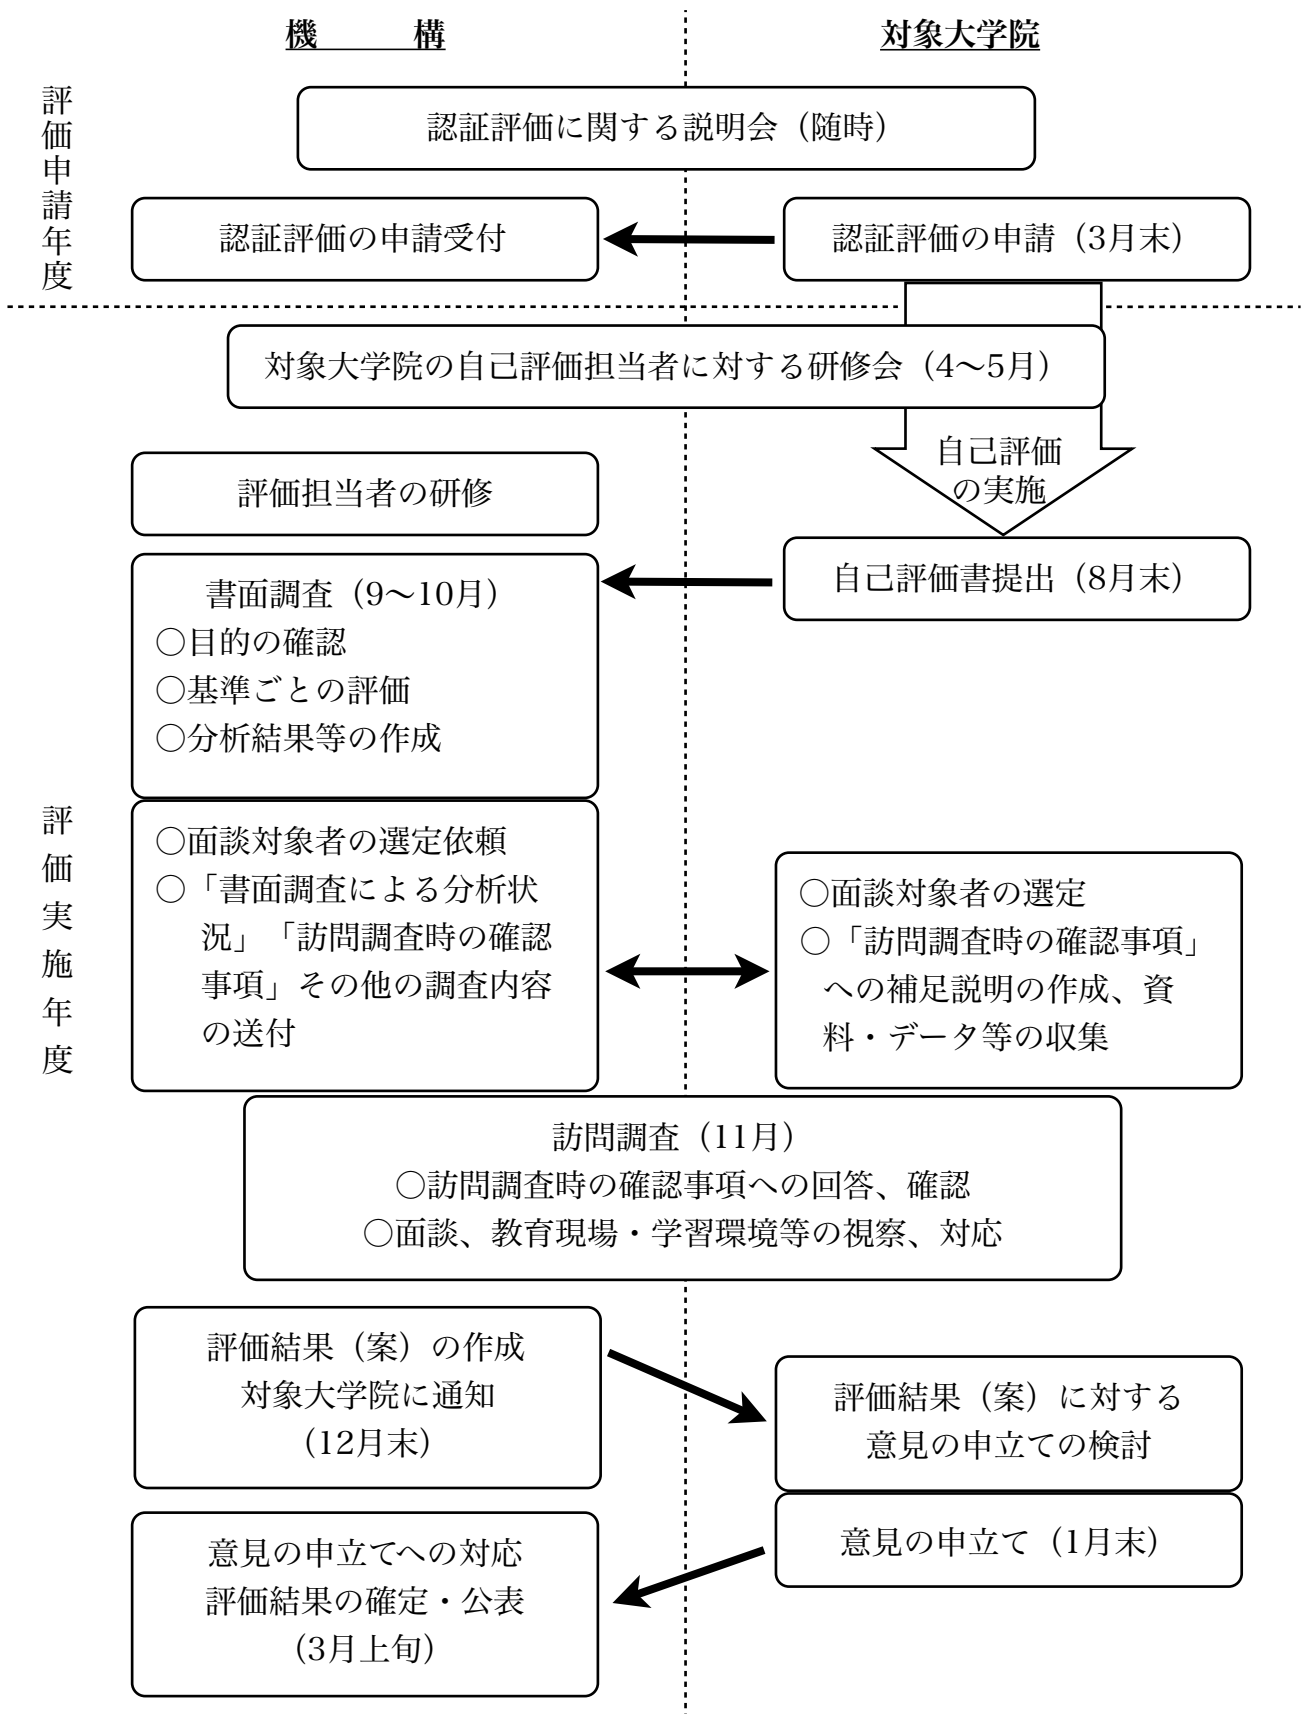 機　　　構
対象大学院
評価申請年度
認証評価に関する説明会（随時）
認証評価の申請受付
認証評価の申請（3月末）
対象大学院の自己評価担当者に対する研修会（4～5月）
自己評価
の実施
評価担当者の研修
自己評価書提出（8月末）
書面調査（9～10月）
○目的の確認
○基準ごとの評価
○分析結果等の作成
評価実施年度
○面談対象者の選定依頼
○「書面調査による分析状
況」「訪問調査時の確認
事項」その他の調査内容
の送付
○面談対象者の選定
○「訪問調査時の確認事項」
への補足説明の作成、資
料・データ等の収集
訪問調査（11月）
○訪問調査時の確認事項への回答、確認
○面談、教育現場・学習環境等の視察、対応
評価結果（案）の作成
対象大学院に通知
（12月末）
評価結果（案）に対する
意見の申立ての検討
意見の申立て（1月末）
意見の申立てへの対応
評価結果の確定・公表
（3月上旬）